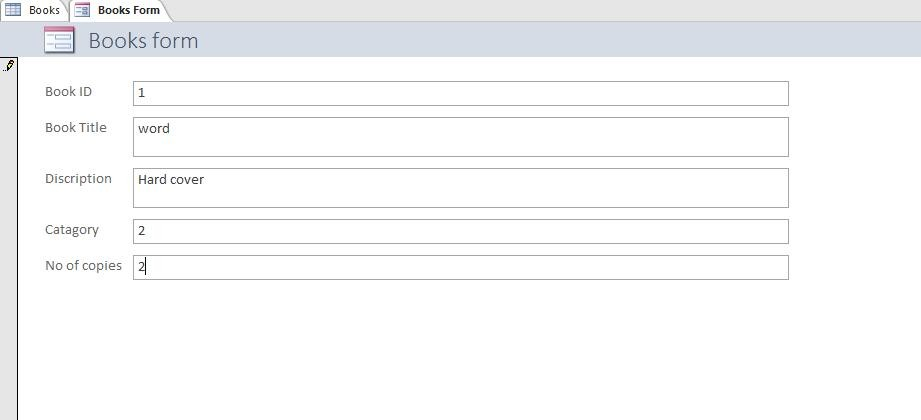 Books
Books Form
Books form
Book ID
1
Book Title
word
Discription
Hard cover
Catagory
2
No of copies
2